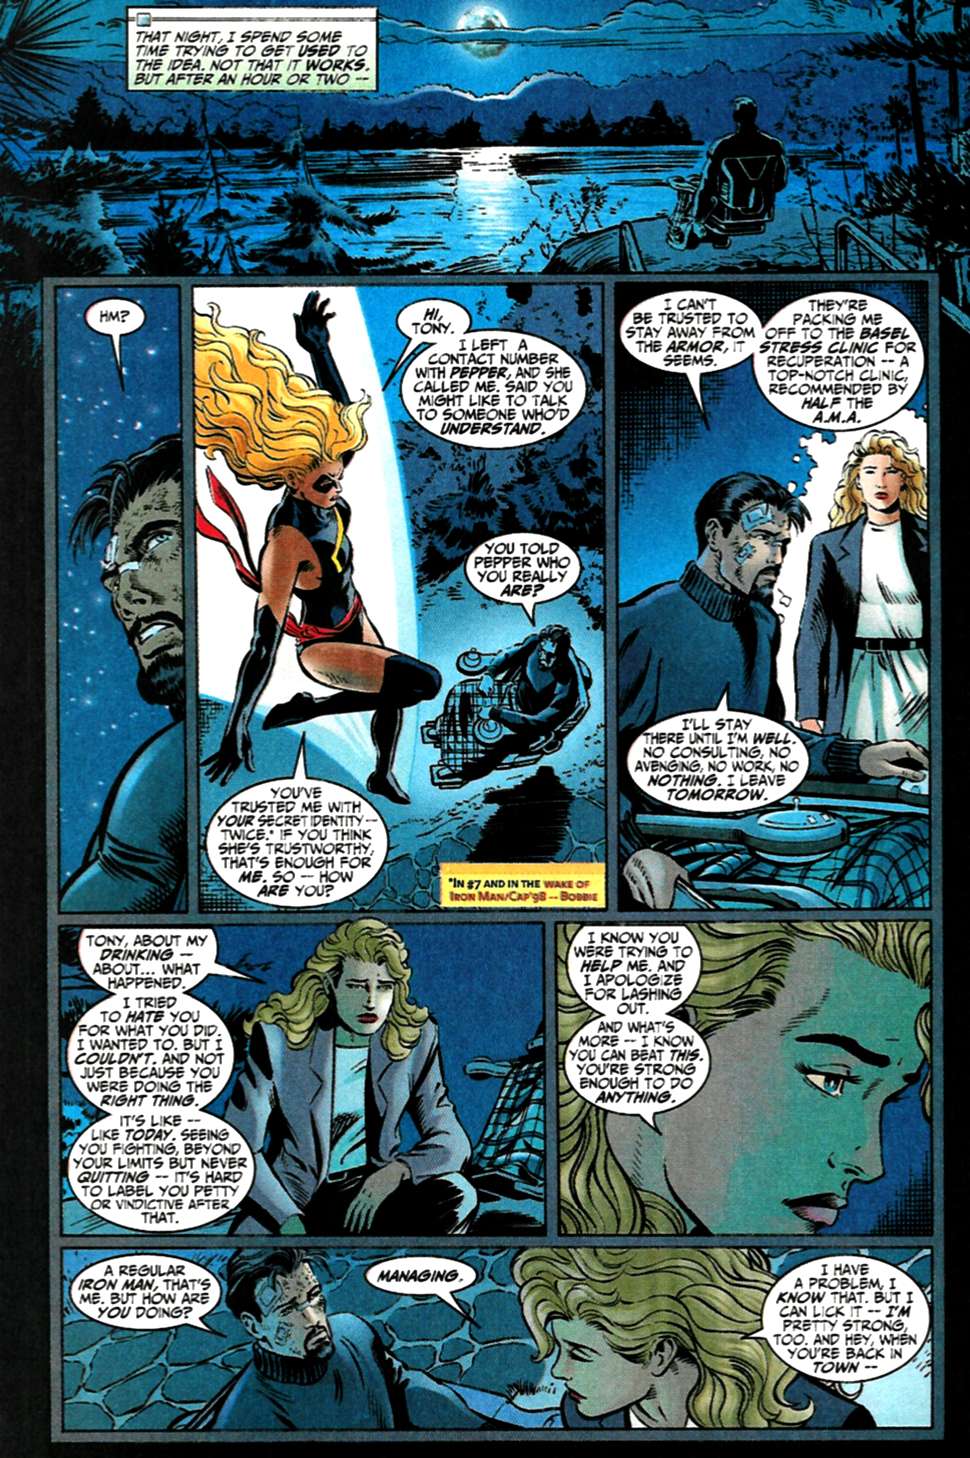 THAT NIGHT, I SPEND SOME
TIME TRYING TO GET USED TO
THE IDEA. NOT THAT IT WORKS.
BUT AFTER AN HOUR OR TWO --
HM?
HI,
TONY.
I LEFT A
CONTACT NUMBER
WITH PEPPER, AND SHE
CALLED ME. SAID YOU
MIGHT LIKE TO TALK
TO SOMEONE WHO'D
UNDERSTAND.
YOU TOLD
PEPPER WHO
YOU REALLY
ARE?
YOU'VE
TRUSTED ME WITH
YOUR SECRET IDENTITY --
TWICE.* IF YOU THINK
SHE'S TRUSTWORTHY,
THAT'S ENOUGH FOR
ME. SO -- HOW
ARE YOU?
*IN #7 AND IN THE WAKE OF
IRON MAN/CAP '98 -- BOBBIE
I CAN'T
BE TRUSTED TO
STAY AWAY FROM
THE ARMOR, IT
SEEMS.
THEY'RE
PACKING ME
OFF TO THE BASEL
STRESS CLINIC FOR
RECUPERATION -- A
TOP-NOTCH CLINIC,
RECOMMENDED BY
HALF THE
A.M.A.
I'LL STAY
THERE UNTIL I'M WELL.
NO CONSULTING, NO
AVENGING, NO WORK, NO
NOTHING. I LEAVE
TOMORROW.
TONY, ABOUT MY
DRINKING --
ABOUT... WHAT
HAPPENED.
I TRIED
TO HATE YOU
FOR WHAT YOU DID.
I WANTED TO. BUT I
COULDN'T. AND NOT
JUST BECAUSE YOU
WERE DOING THE
RIGHT THING.
IT'S LIKE --
LIKE TODAY. SEEING
YOU FIGHTING, BEYOND
YOUR LIMITS BUT NEVER
QUITTING -- IT'S HARD
TO LABEL YOU PETTY
OR VINDICTIVE AFTER
THAT.
I KNOW YOU
WERE TRYING TO
HELP ME. AND
I APOLOGIZE
FOR LASHING
OUT.
AND WHAT'S
MORE -- I KNOW
YOU CAN BEAT THIS.
YOU'RE STRONG
ENOUGH TO DO
ANYTHING.
A REGULAR
IRON MAN, THAT'S
ME. BUT HOW ARE
YOU DOING?
MANAGING.
I HAVE
A PROBLEM, I
KNOW THAT. BUT I
CAN LICK IT -- I'M
PRETTY STRONG,
TOO. AND HEY, WHEN
YOU'RE BACK IN
TOWN --